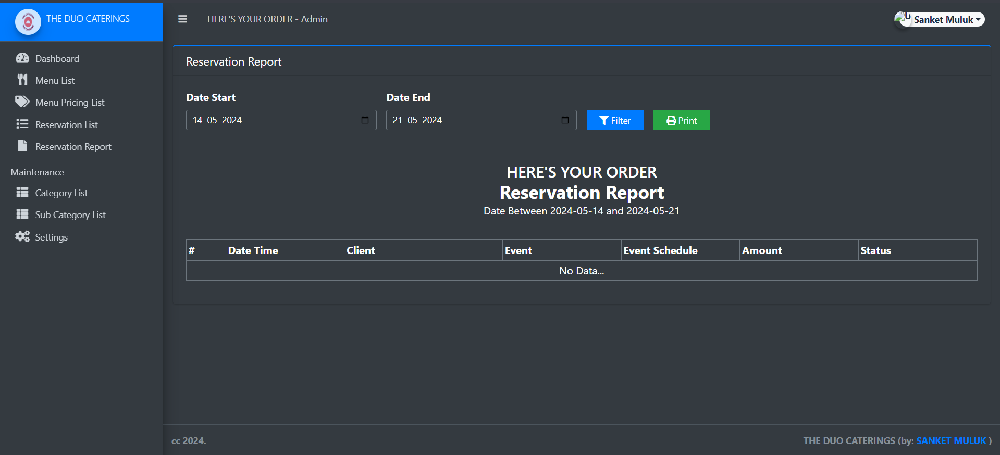 THE DUO CATERINGS
HERE'S YOUR ORDER - Admin
U
Sanket Muluk
Dashboard
Menu List
Menu Pricing List
Reservation List
Reservation Report
Maintenance
Category List
Sub Category List
Settings
Reservation Report
Date Start
Date End
14-05-2024
21-05-2024
Filter
Print
HERE'S YOUR ORDER
Reservation Report
Date Between 2024-05-14 and 2024-05-21
# Date Time Client Event Event Schedule Amount Status
No Data...
cc 2024.
THE DUO CATERINGS (by: SANKET MULUK )